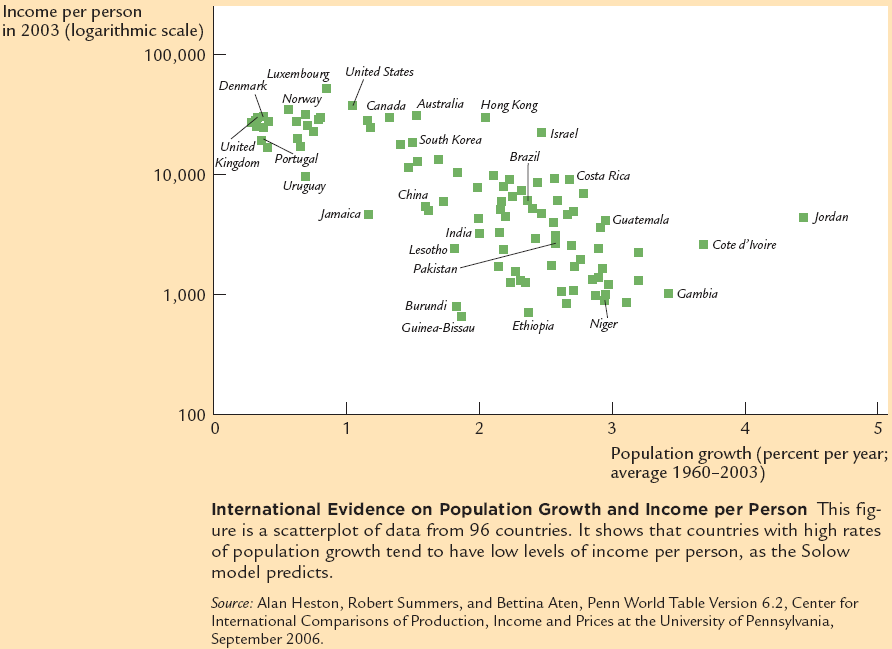 Income per person
in 2003 (logarithmic scale)
100,000
Luxembourg
United States
Denmark
Norway
Canada
Australia
Hong Kong
Israel
South Korea
United
Kingdom
Portugal
Brazil
10,000
Costa Rica
Uruguay
China
Jamaica
Guatemala
Jordan
India
Cote d'Ivoire
Lesotho
Pakistan
1,000
Gambia
Burundi
Guinea-Bissau
Ethiopia
Niger
100
0
1
2
3
4
5
Population growth (percent per year;
average 1960–2003)
International Evidence on Population Growth and Income per Person This fig-
ure is a scatterplot of data from 96 countries. It shows that countries with high rates
of population growth tend to have low levels of income per person, as the Solow
model predicts.
Source: Alan Heston, Robert Summers, and Bettina Aten, Penn World Table Version 6.2, Center for
International Comparisons of Production, Income and Prices at the University of Pennsylvania,
September 2006.